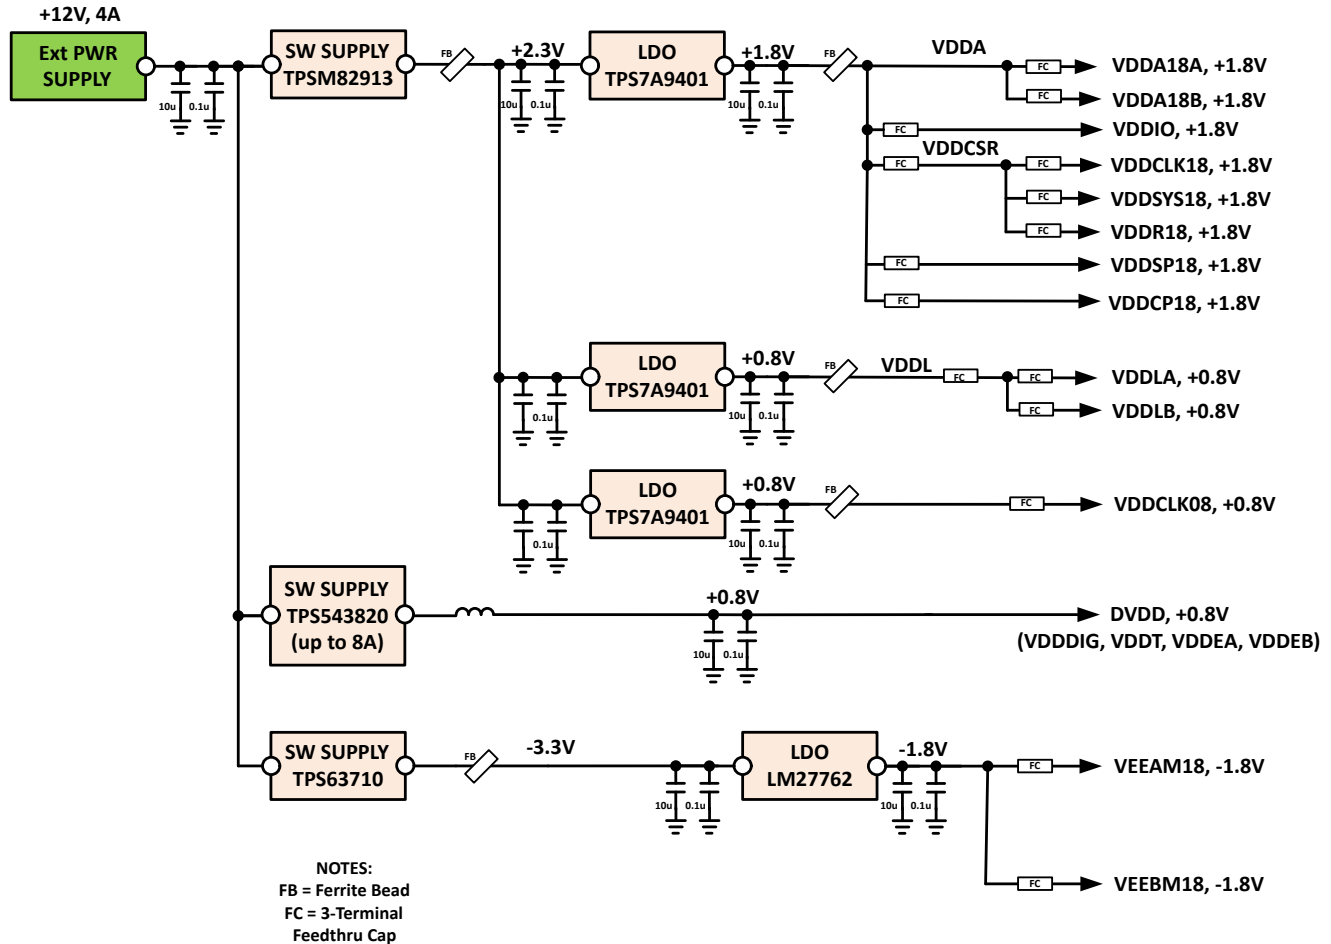 +12V, 4A
Ext PWR
SUPPLY
10u
0.1u
SW SUPPLY
TPSM82913
FB
+2.3V
10u
0.1u
LDO
TPS7A9401
+1.8V
10u
0.1u
FB
VDDA
FC
VDDA18A, +1.8V
FC
VDDA18B, +1.8V
FC
VDDIO, +1.8V
FC
VDDCSR
FC
VDDCLK18, +1.8V
FC
VDDSYS18, +1.8V
FC
VDDR18, +1.8V
FC
VDDSP18, +1.8V
FC
VDDCP18, +1.8V
0.1u
LDO
TPS7A9401
+0.8V
10u
0.1u
FB
VDDL
FC
FC
VDDLA, +0.8V
FC
VDDLB, +0.8V
0.1u
LDO
TPS7A9401
+0.8V
10u
0.1u
FB
FC
VDDCLK08, +0.8V
SW SUPPLY
TPS543820
(up to 8A)
+0.8V
10u
0.1u
DVDD, +0.8V
(VDDDIG, VDDT, VDDEA, VDDEB)
SW SUPPLY
TPS63710
FB
-3.3V
10u
0.1u
LDO
LM27762
-1.8V
10u
0.1u
FC
VEEAM18, -1.8V
FC
VEEBM18, -1.8V
NOTES:
FB = Ferrite Bead
FC = 3-Terminal
Feedthru Cap